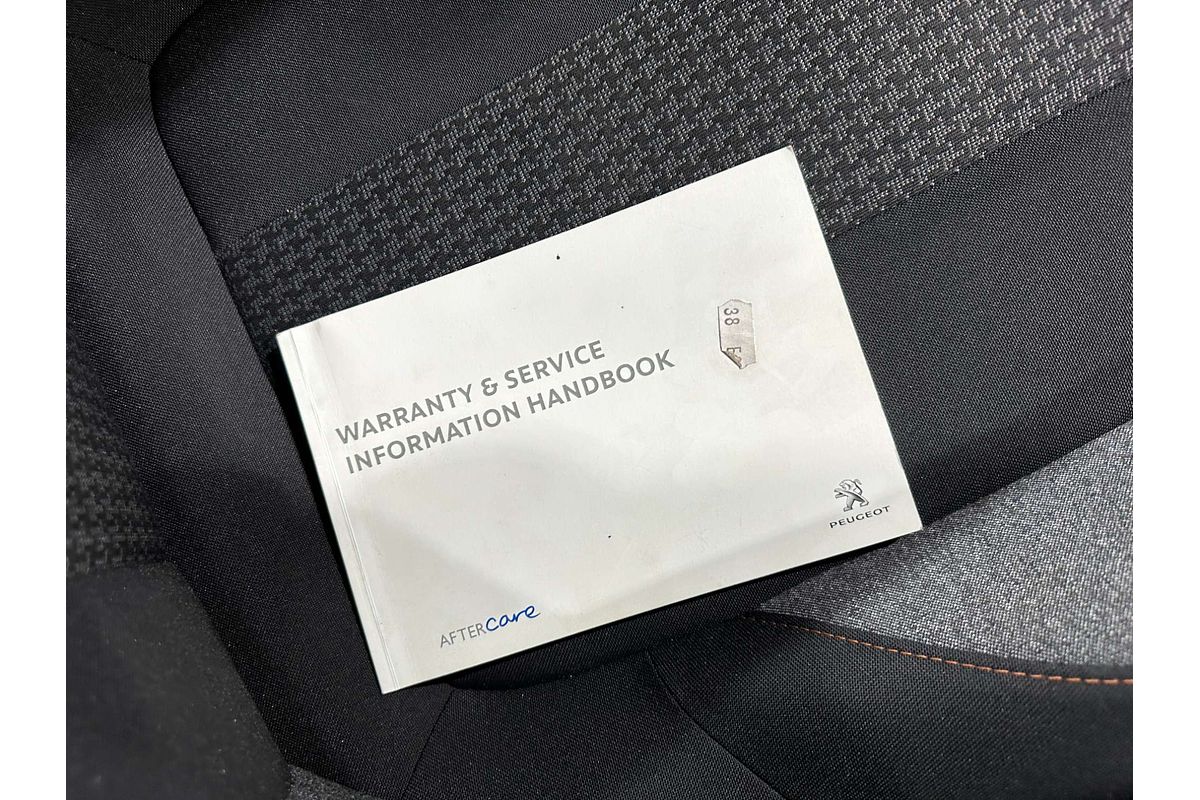 WARRANTY & SERVICE
INFORMATION HANDBOOK
38
PEUGEOT
AFTERcare